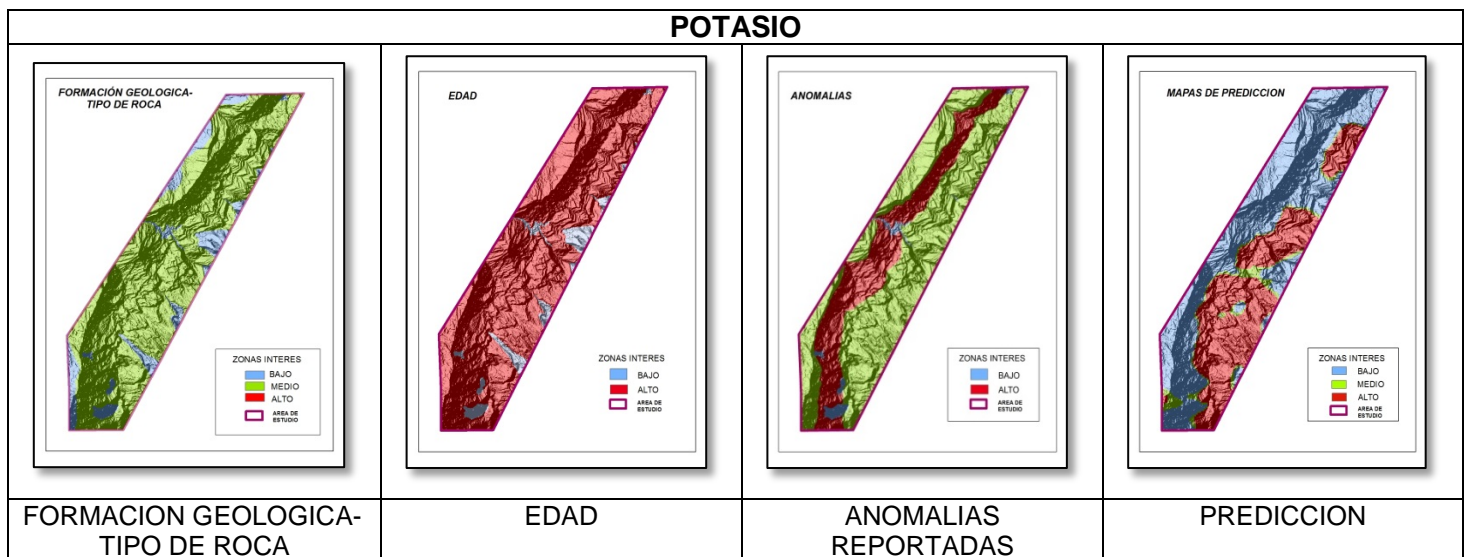 POTASIO
FORMACIÓN GEOLOGICA-
TIPO DE ROCA
ZONAS INTERES
BAJO
MEDIO
ALTO
AREA DE
ESTUDIO
EDAD
ZONAS INTERES
BAJO
ALTO
AREA DE
ESTUDIO
ANOMALIAS
ZONAS INTERES
BAJO
ALTO
AREA DE
ESTUDIO
MAPAS DE PREDICCION
ZONAS INTERES
BAJO
MEDIO
ALTO
AREA DE
ESTUDIO
FORMACION GEOLOGICA-
TIPO DE ROCA
EDAD
ANOMALIAS
REPORTADAS
PREDICCION